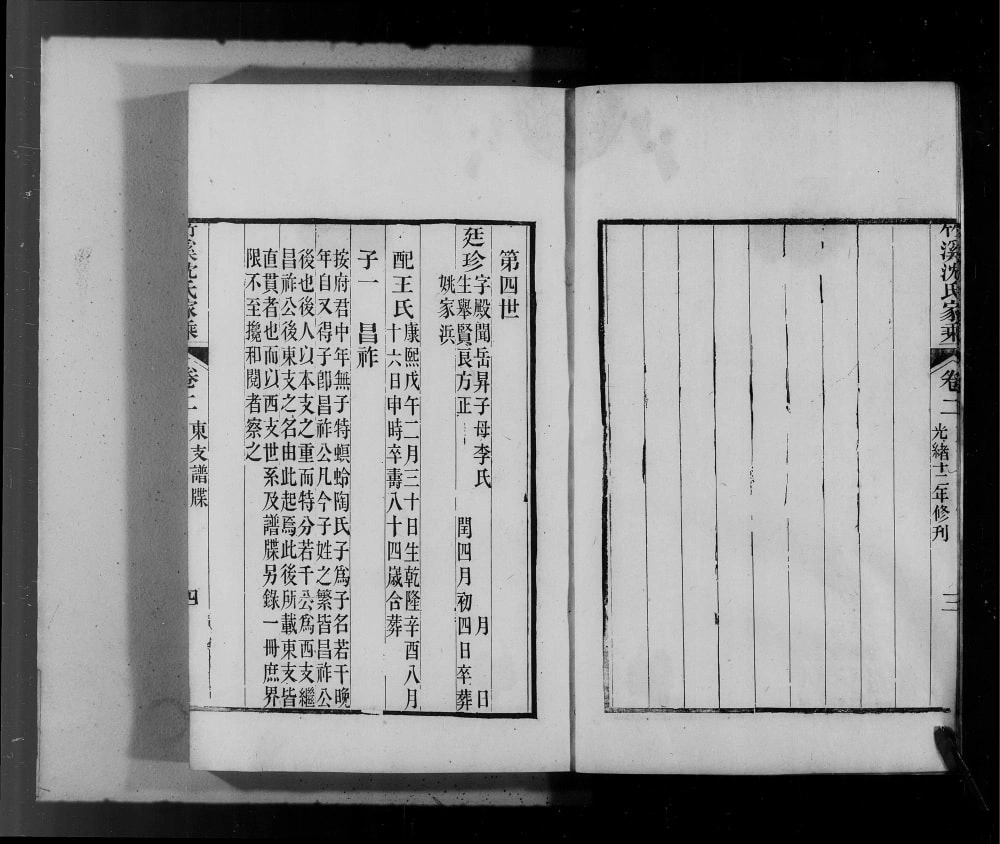 竹溪沈氏家乘 卷二 光緒十二年修刊 三
第四世
廷珍 字殿聞岳昇子母李氏 月 日
生舉賢良方正 閏四月初四日卒葬
姚家浜
配王氏 康熙戊午二月三十日生乾隆辛酉八月
十六日申時卒壽八十四歲合葬
子一 昌祚
按府君中年無子特螟蛉陶氏子爲子名若干晚
年自又得子卽昌祚公凡今子姓之繁皆昌祚公
後也後人以本支之重而特分若千公爲西支繼
昌祚公後東支之名由此起焉此後所載東支皆
直貫者也而以西支世系及譜牒另錄一冊庶界
限不至攙和閱者察之
竹溪沈氏家乘 卷二 東支譜牒 四